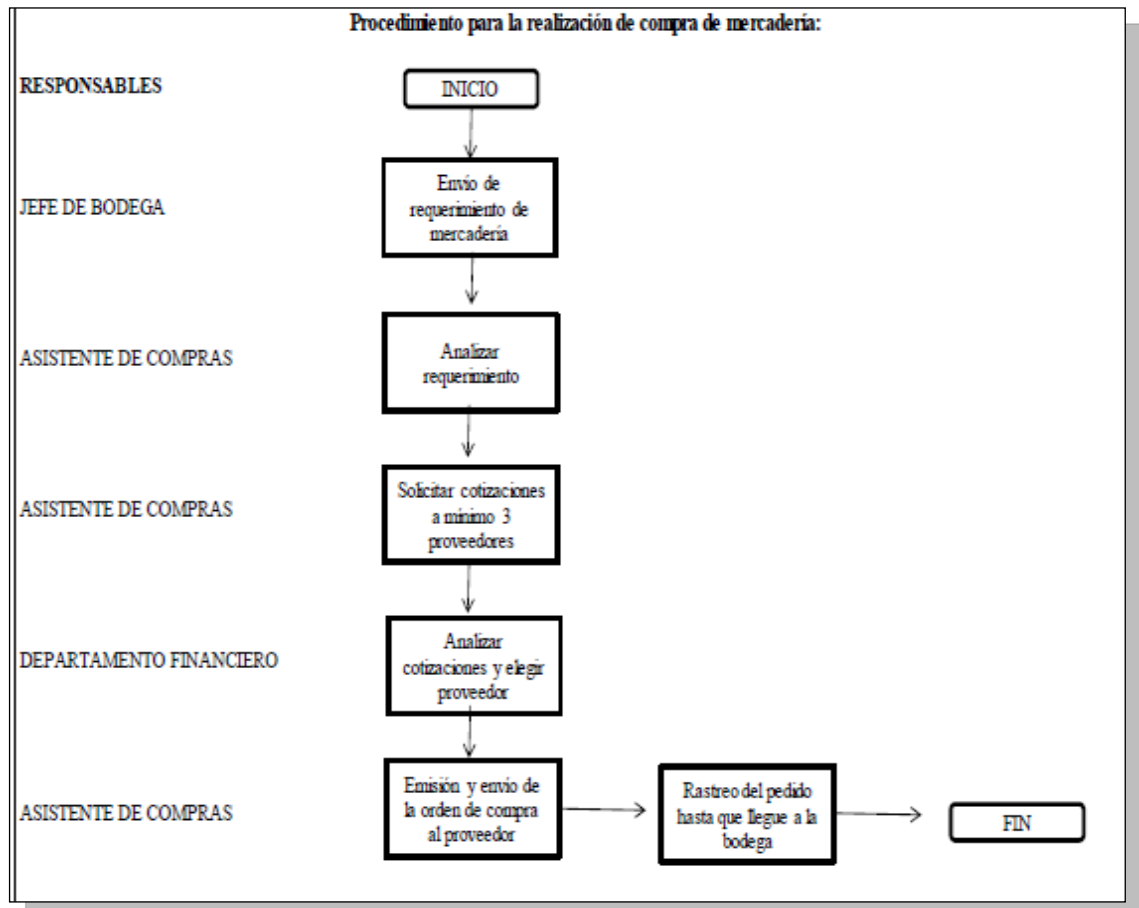 Procedimiento para la realización de compra de mercadería:
RESPONSABLES
INICIO
JEFE DE BODEGA
Envío de
requerimiento de
mercadería
ASISTENTE DE COMPRAS
Analizar
requerimiento
ASISTENTE DE COMPRAS
Solicitar cotizaciones
a mínimo 3
proveedores
DEPARTAMENTO FINANCIERO
Analizar
cotizaciones y elegir
proveedor
ASISTENTE DE COMPRAS
Emisión y envío de
la orden de compra
al proveedor
Rastreo del pedido
hasta que llegue a la
bodega
FIN